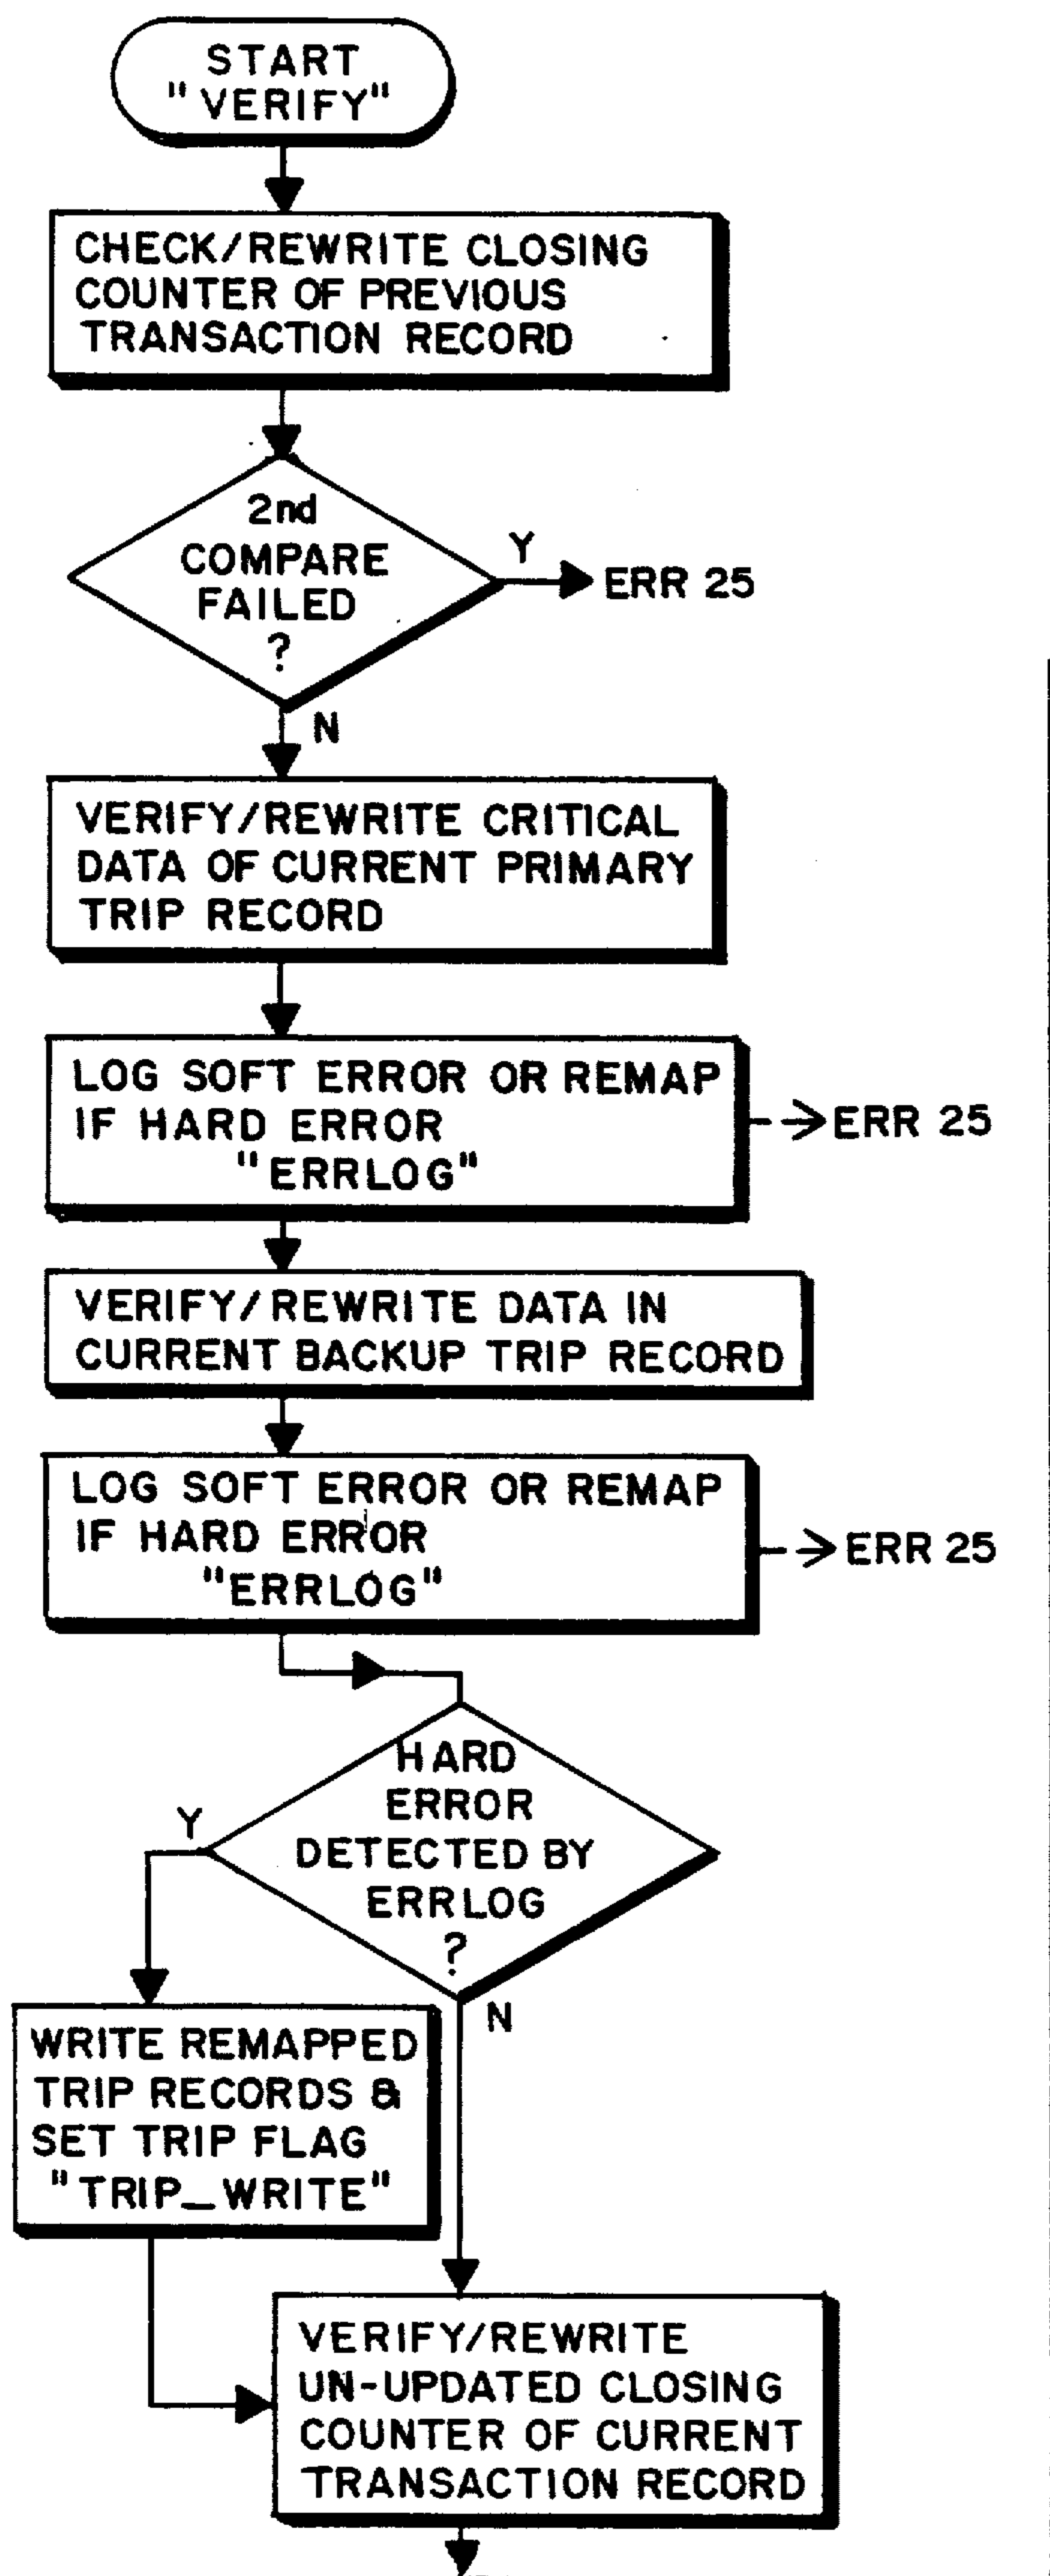 START
"VERIFY"
CHECK/REWRITE CLOSING
COUNTER OF PREVIOUS
TRANSACTION RECORD
2nd
COMPARE
FAILED
?
Y
ERR 25
N
VERIFY/REWRITE CRITICAL
DATA OF CURRENT PRIMARY
TRIP RECORD
LOG SOFT ERROR OR REMAP
IF HARD ERROR
"ERRLOG"
ERR 25
VERIFY/REWRITE DATA IN
CURRENT BACKUP TRIP RECORD
LOG SOFT ERROR OR REMAP
IF HARD ERROR
"ERRLOG"
ERR 25
HARD
ERROR
DETECTED BY
ERRLOG
?
Y
N
WRITE REMAPPED
TRIP RECORDS &
SET TRIP FLAG
"TRIP_WRITE"
VERIFY/REWRITE
UN-UPDATED CLOSING
COUNTER OF CURRENT
TRANSACTION RECORD